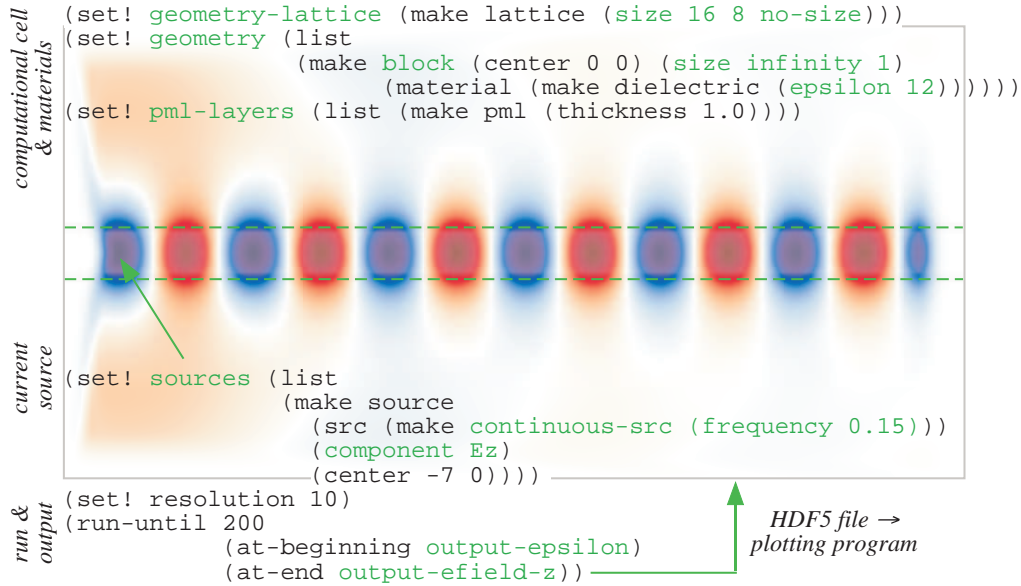 computational cell
& materials
(set! geometry-lattice (make lattice (size 16 8 no-size)))
(set! geometry (list
(make block (center 0 0) (size infinity 1)
(material (make dielectric (epsilon 12))))))
(set! pml-layers (list (make pml (thickness 1.0))))
current
source
(set! sources (list
(make source
(src (make continuous-src (frequency 0.15)))
(component Ez)
(center -7 0))))
run &
output
(set! resolution 10)
(run-until 200
(at-beginning output-epsilon)
(at-end output-efield-z))
HDF5 file →
plotting program